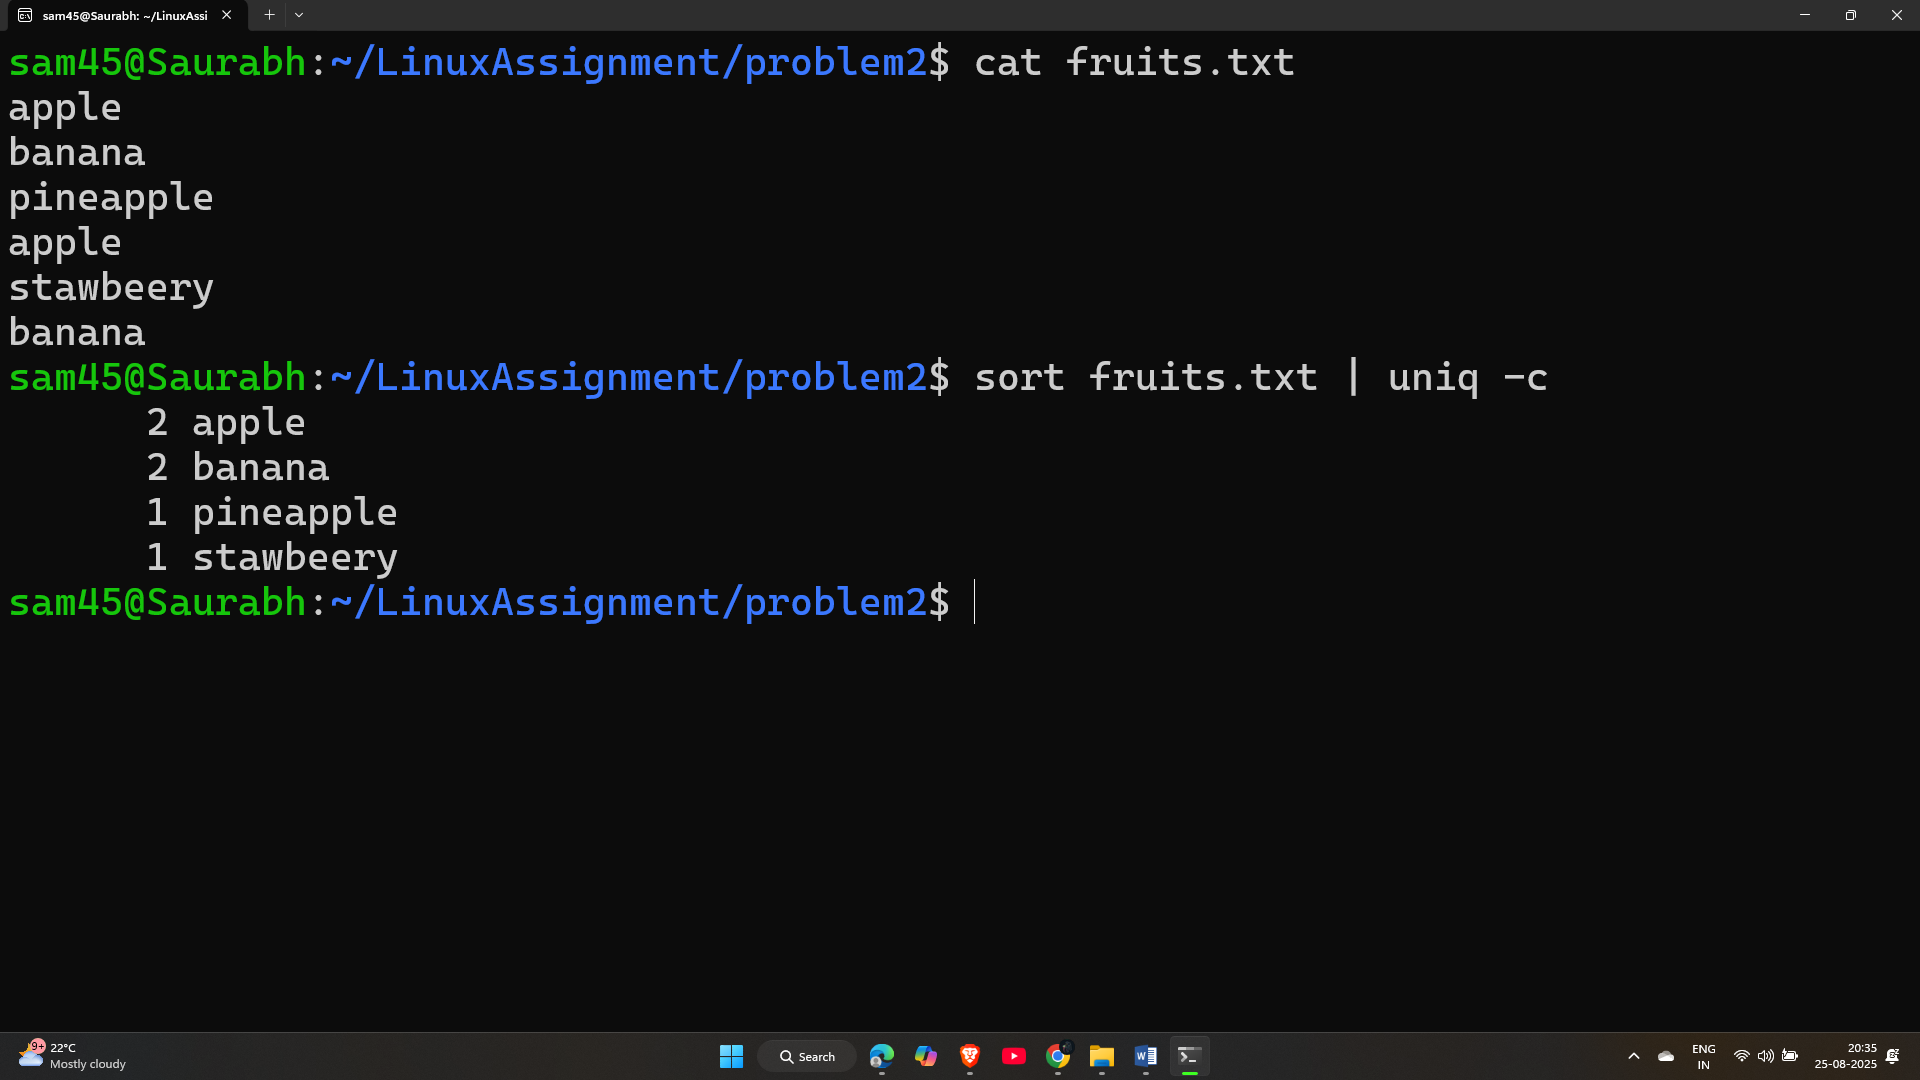 sam45@Saurabh: ~/LinuxAssi
sam45@Saurabh:~/LinuxAssignment/problem2$ cat fruits.txt
apple
banana
pineapple
apple
stawbeery
banana
sam45@Saurabh:~/LinuxAssignment/problem2$ sort fruits.txt | uniq -c
2 apple
2 banana
1 pineapple
1 stawbeery
sam45@Saurabh:~/LinuxAssignment/problem2$
9+
22°C
Mostly cloudy
Search
ENG
IN
20:35
25-08-2025